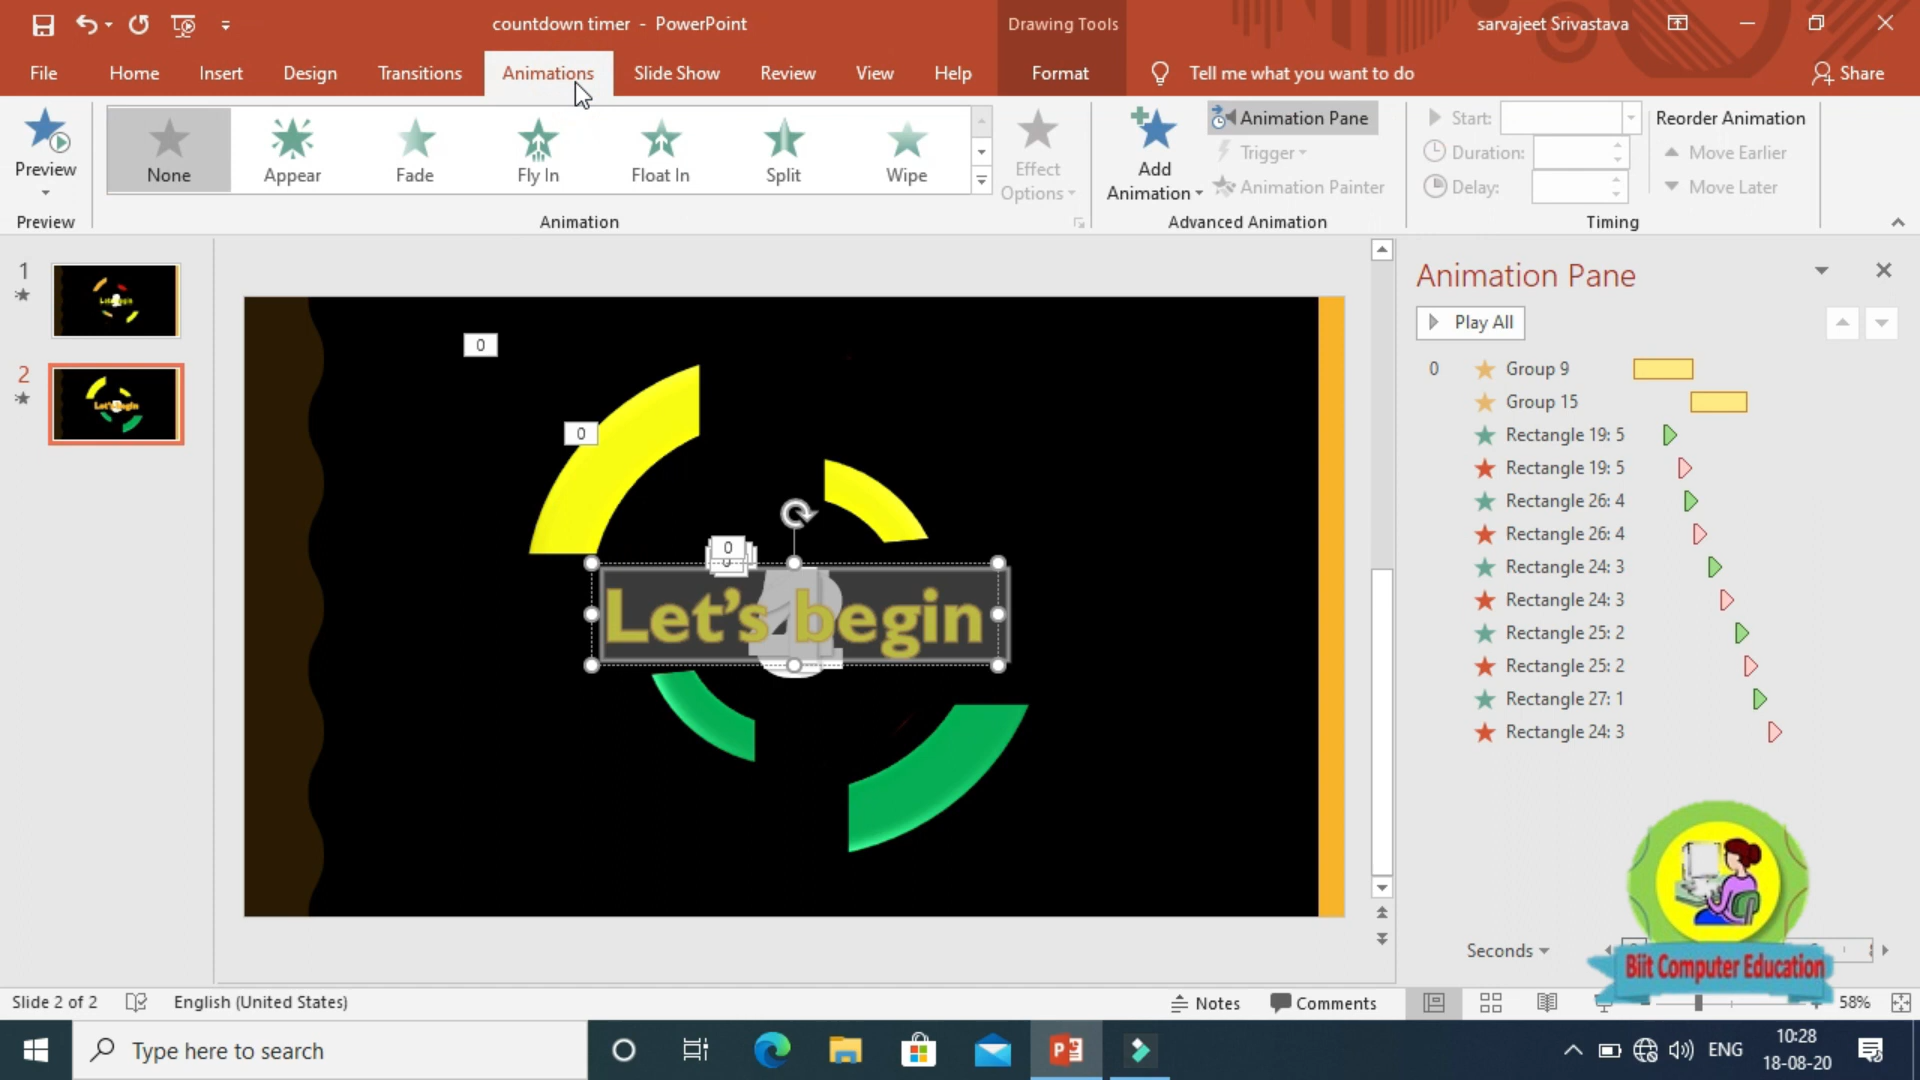 countdown timer - PowerPoint
Drawing Tools
sarvajeet Srivastava
File
Home
Insert
Design
Transitions
Animations
Slide Show
Review
View
Help
Format
Tell me what you want to do
Share
Preview
None
Appear
Fade
Fly In
Float In
Split
Wipe
Effect
Options
Add
Animation
Animation Pane
Trigger
Animation Painter
Start:
Duration:
Delay:
Reorder Animation
Move Earlier
Move Later
Preview
Animation
Advanced Animation
Timing
1
2
0
0
0
Let's begin
Animation Pane
Play All
0 Group 9
Group 15
Rectangle 19: 5
Rectangle 19: 5
Rectangle 26: 4
Rectangle 26: 4
Rectangle 24: 3
Rectangle 24: 3
Rectangle 25: 2
Rectangle 25: 2
Rectangle 27: 1
Rectangle 24: 3
Seconds
Biit Computer Education
Slide 2 of 2
English (United States)
Notes
Comments
58%
Type here to search
ENG
10:28
18-08-20